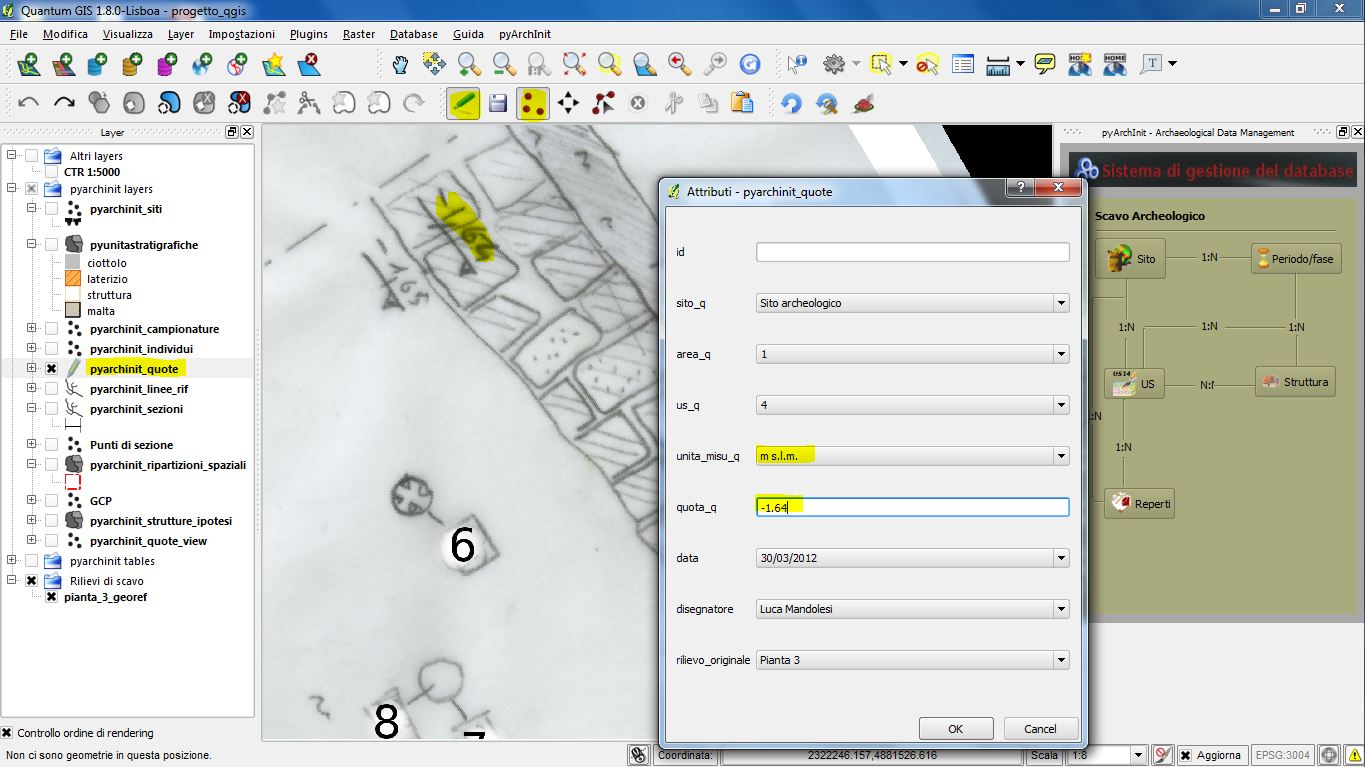 Quantum GIS 1.8.0-Lisboa - progetto_qgis
File Modifica Visualizza Layer Impostazioni Plugins Raster Database Guida pyArchInit
Layer
Altri layers
CTR 1:5000
pyarchinit layers
pyarchinit_siti
pyunitastratigrafiche
ciottolo
laterizio
struttura
malta
pyarchinit_campionature
pyarchinit_individui
pyarchinit_quote
pyarchinit_linee_rif
pyarchinit_sezioni
Punti di sezione
pyarchinit_ripartizioni_spaziali
GCP
pyarchinit_strutture_ipotesi
pyarchinit_quote_view
pyarchinit tables
Rilievi di scavo
pianta_3_georef
Controllo ordine di rendering
-165
6
8
7
Attributi - pyarchinit_quote
id
sito_q Sito archeologico
area_q 1
us_q 4
unita_misu_q m s.l.m.
quota_q -1.64
data 30/03/2012
disegnatore Luca Mandolesi
rilievo_originale Pianta 3
OK Cancel
pyArchInit - Archaeological Data Management
Sistema di gestione del database
Scavo Archeologico
Sito 1:N Periodo/fase
1:N 1:N 1:N
US14
US N:N Struttura
:N
1:N
Reperti
Non ci sono geometrie in questa posizione. Coordinata: 2322246.157,4881526.616 Scala 1:8 Aggiorna EPSG:3004